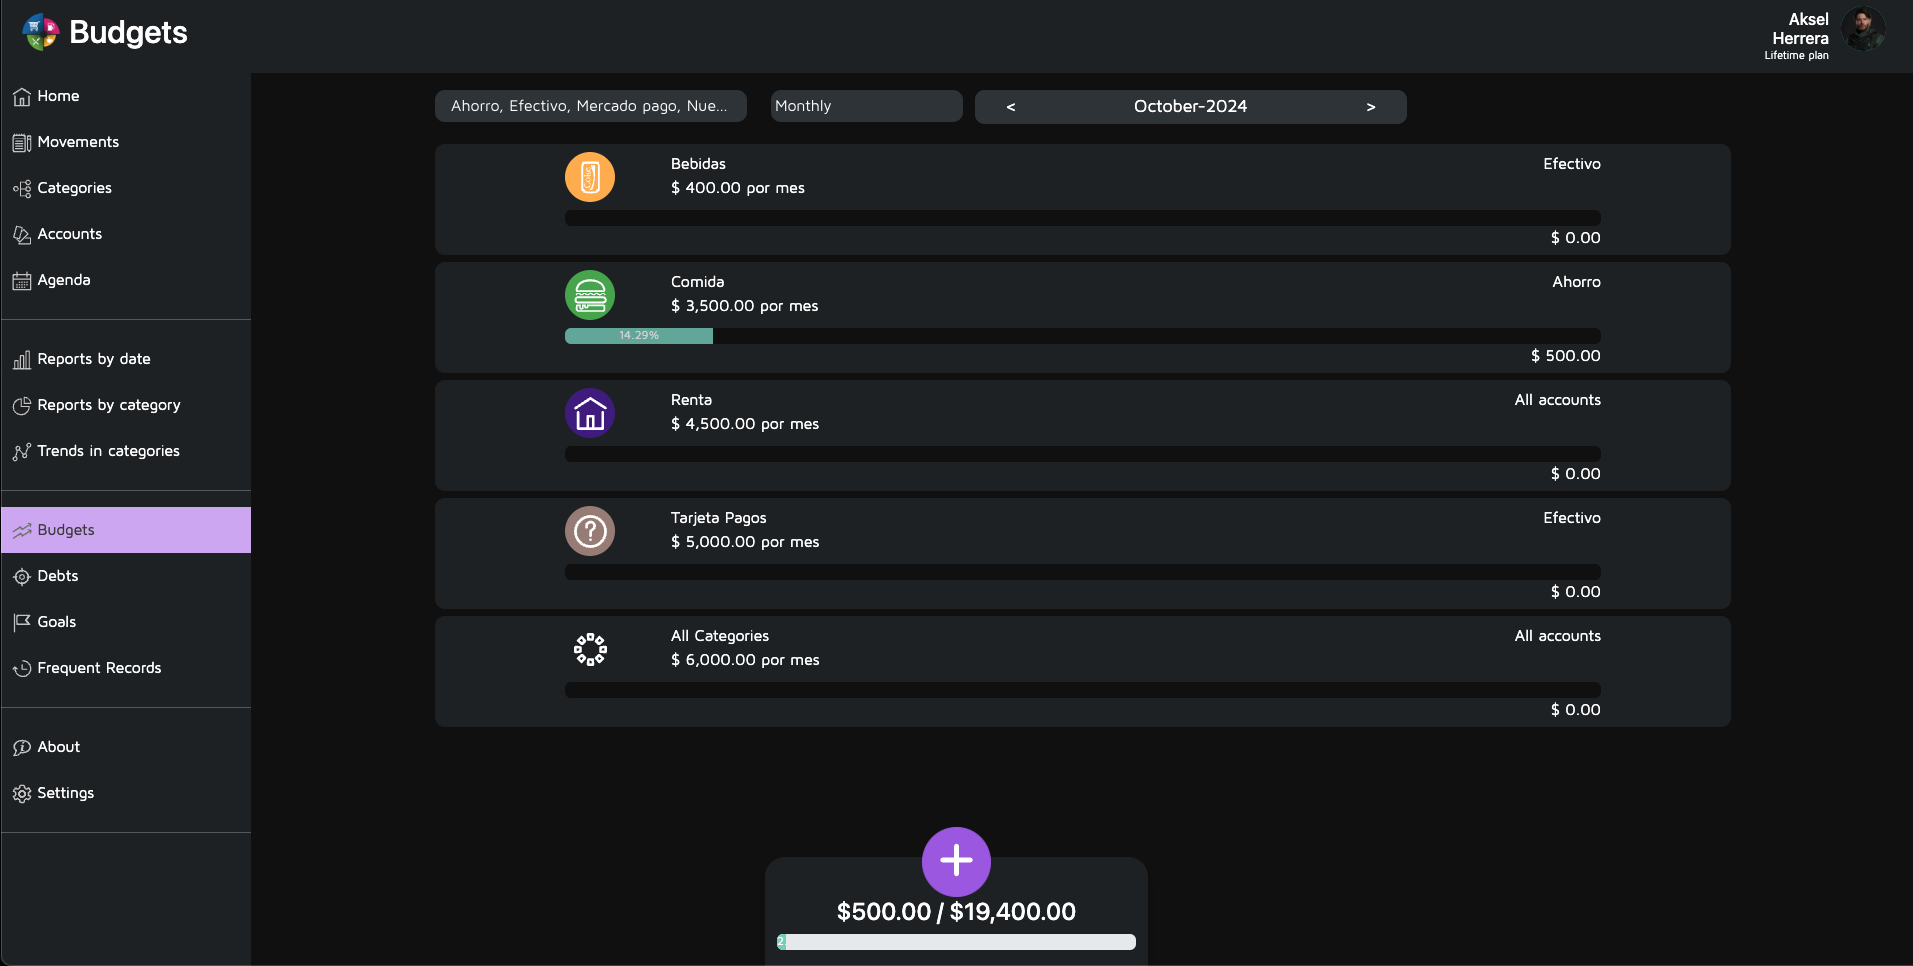 Budgets
Aksel
Herrera
Lifetime plan
Home
Movements
Categories
Accounts
Agenda
Reports by date
Reports by category
Trends in categories
Budgets
Debts
Goals
Frequent Records
About
Settings
Ahorro, Efectivo, Mercado pago, Nue...
Monthly
< October-2024 >
Bebidas Efectivo
$ 400.00 por mes
$ 0.00
Comida Ahorro
$ 3,500.00 por mes
14.29%
$ 500.00
Renta All accounts
$ 4,500.00 por mes
$ 0.00
Tarjeta Pagos Efectivo
$ 5,000.00 por mes
$ 0.00
All Categories All accounts
$ 6,000.00 por mes
$ 0.00
$500.00 / $19,400.00
2